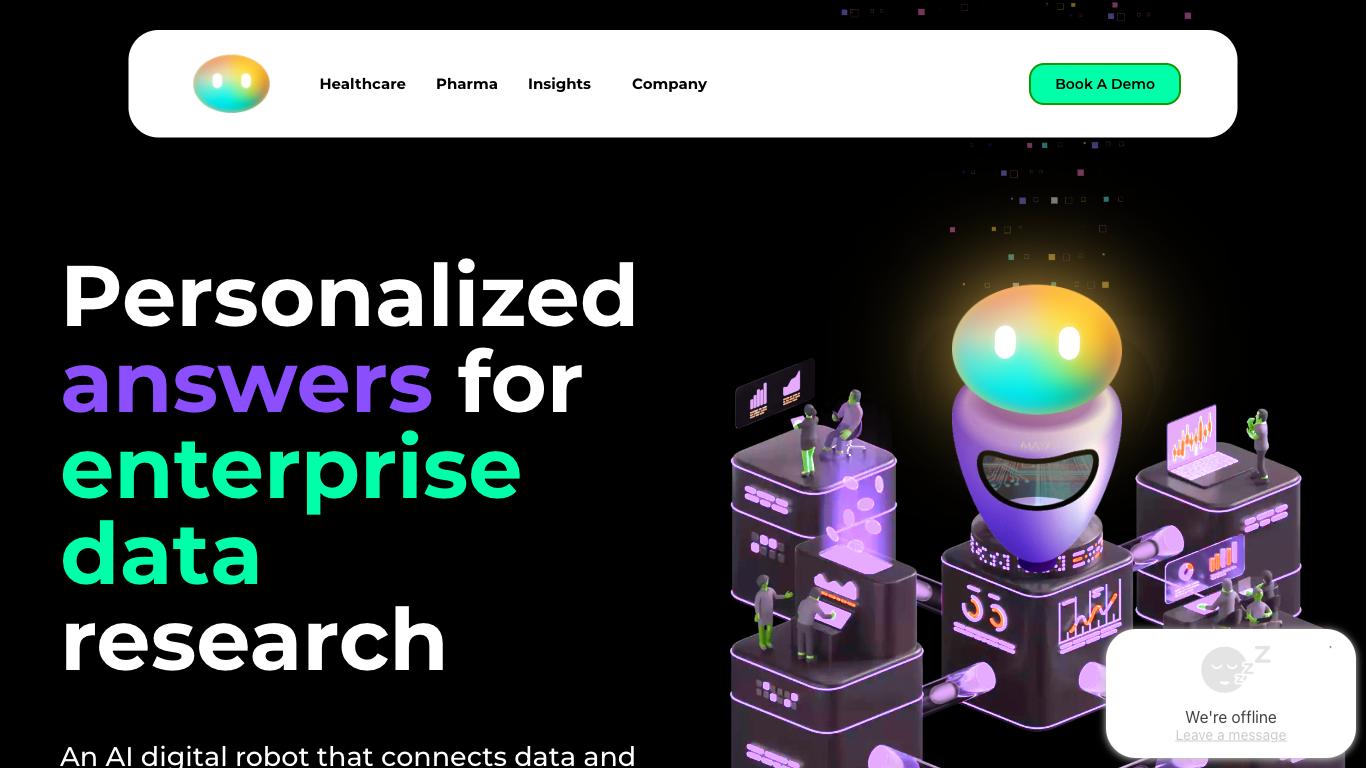 Healthcare
Pharma
Insights
Company
Book A Demo
Personalized
answers for
enterprise
data
research
An AI digital robot that connects data and
We're offline
Leave a message